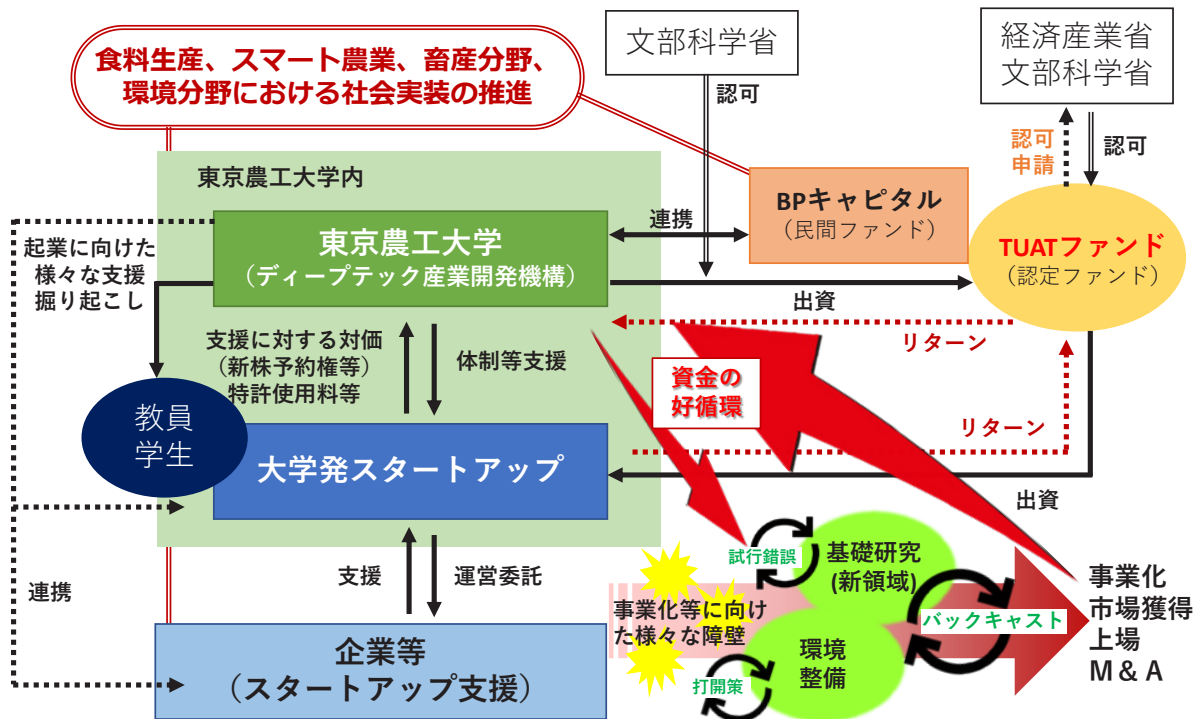 食料生産、スマート農業、畜産分野、
環境分野における社会実装の推進
文部科学省
経済産業省
文部科学省
認可
認可
申請
認可
東京農工大学内
BPキャピタル
（民間ファンド）
連携
TUATファンド
（認定ファンド）
東京農工大学
（ディープテック産業開発機構）
起業に向けた
様々な支援
掘り起こし
出資
リターン
支援に対する対価
（新株予約権等）
特許使用料等
体制等支援
資金の
好循環
教員
学生
リターン
大学発スタートアップ
出資
支援
運営委託
連携
試行錯誤
基礎研究
(新領域)
事業化等に向け
た様々な障壁
バックキャスト
事業化
市場獲得
上場
M＆A
環境
整備
打開策
企業等
（スタートアップ支援）